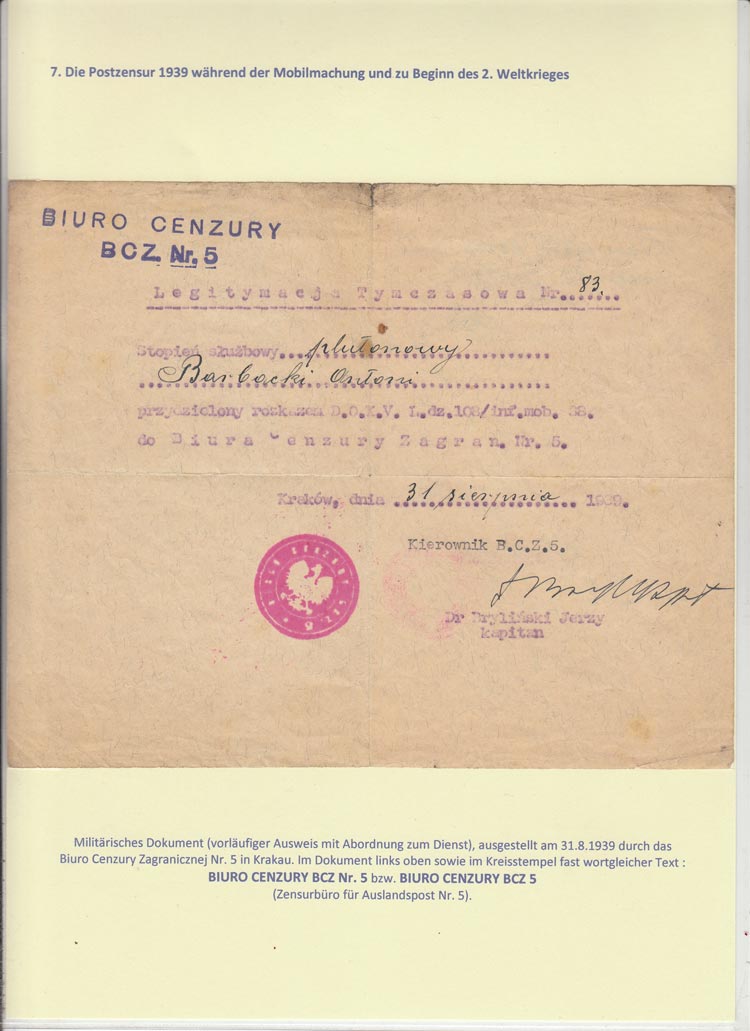 7. Die Postzensur 1939 während der Mobilmachung und zu Beginn des 2. Weltkrieges
BIURO CENZURY
BCZ. Nr. 5
Legitymacja Tymczasowa Nr. 83.
Stopień służbowy plutonowy
Antoni
przydzielony rozkazem D.O.K.V. L.dz.108/inf.mob. 38.
do Biura Cenzury Zagran. Nr. 5.
Kraków, dnia 31 sierpnia 1939.
Kierownik B.C.Z.5.
BIURO CENZURY BCZ. 5
Dr Jerzy
kapitan
Militärisches Dokument (vorläufiger Ausweis mit Abordnung zum Dienst), ausgestellt am 31.8.1939 durch das
Biuro Cenzury Zagranicznej Nr. 5 in Krakau. Im Dokument links oben sowie im Kreisstempel fast wortgleicher Text :
BIURO CENZURY BCZ Nr. 5 bzw. BIURO CENZURY BCZ 5
(Zensurbüro für Auslandspost Nr. 5).